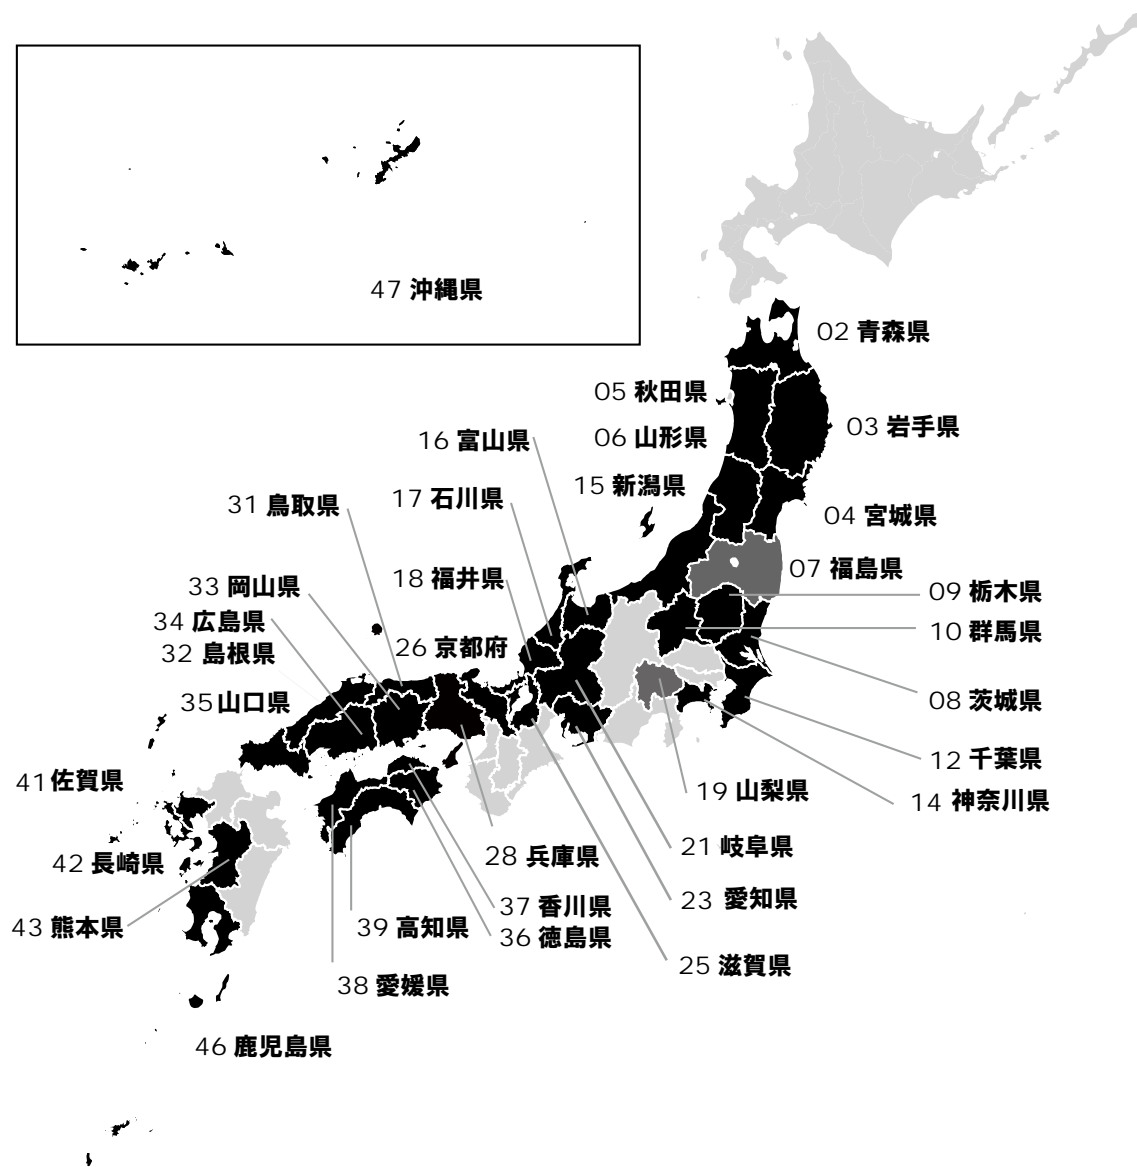 47 沖縄県
02 青森県
05 秋田県
03 岩手県
16 富山県
06 山形県
15 新潟県
17 石川県
31 鳥取県
04 宮城県
07 福島県
18 福井県
33 岡山県
09 栃木県
34 広島県
10 群馬県
26 京都府
32 島根県
35 山口県
08 茨城県
12 千葉県
41 佐賀県
19 山梨県
14 神奈川県
21 岐阜県
28 兵庫県
42 長崎県
23 愛知県
37 香川県
43 熊本県
39 高知県
36 徳島県
25 滋賀県
38 愛媛県
46 鹿児島県